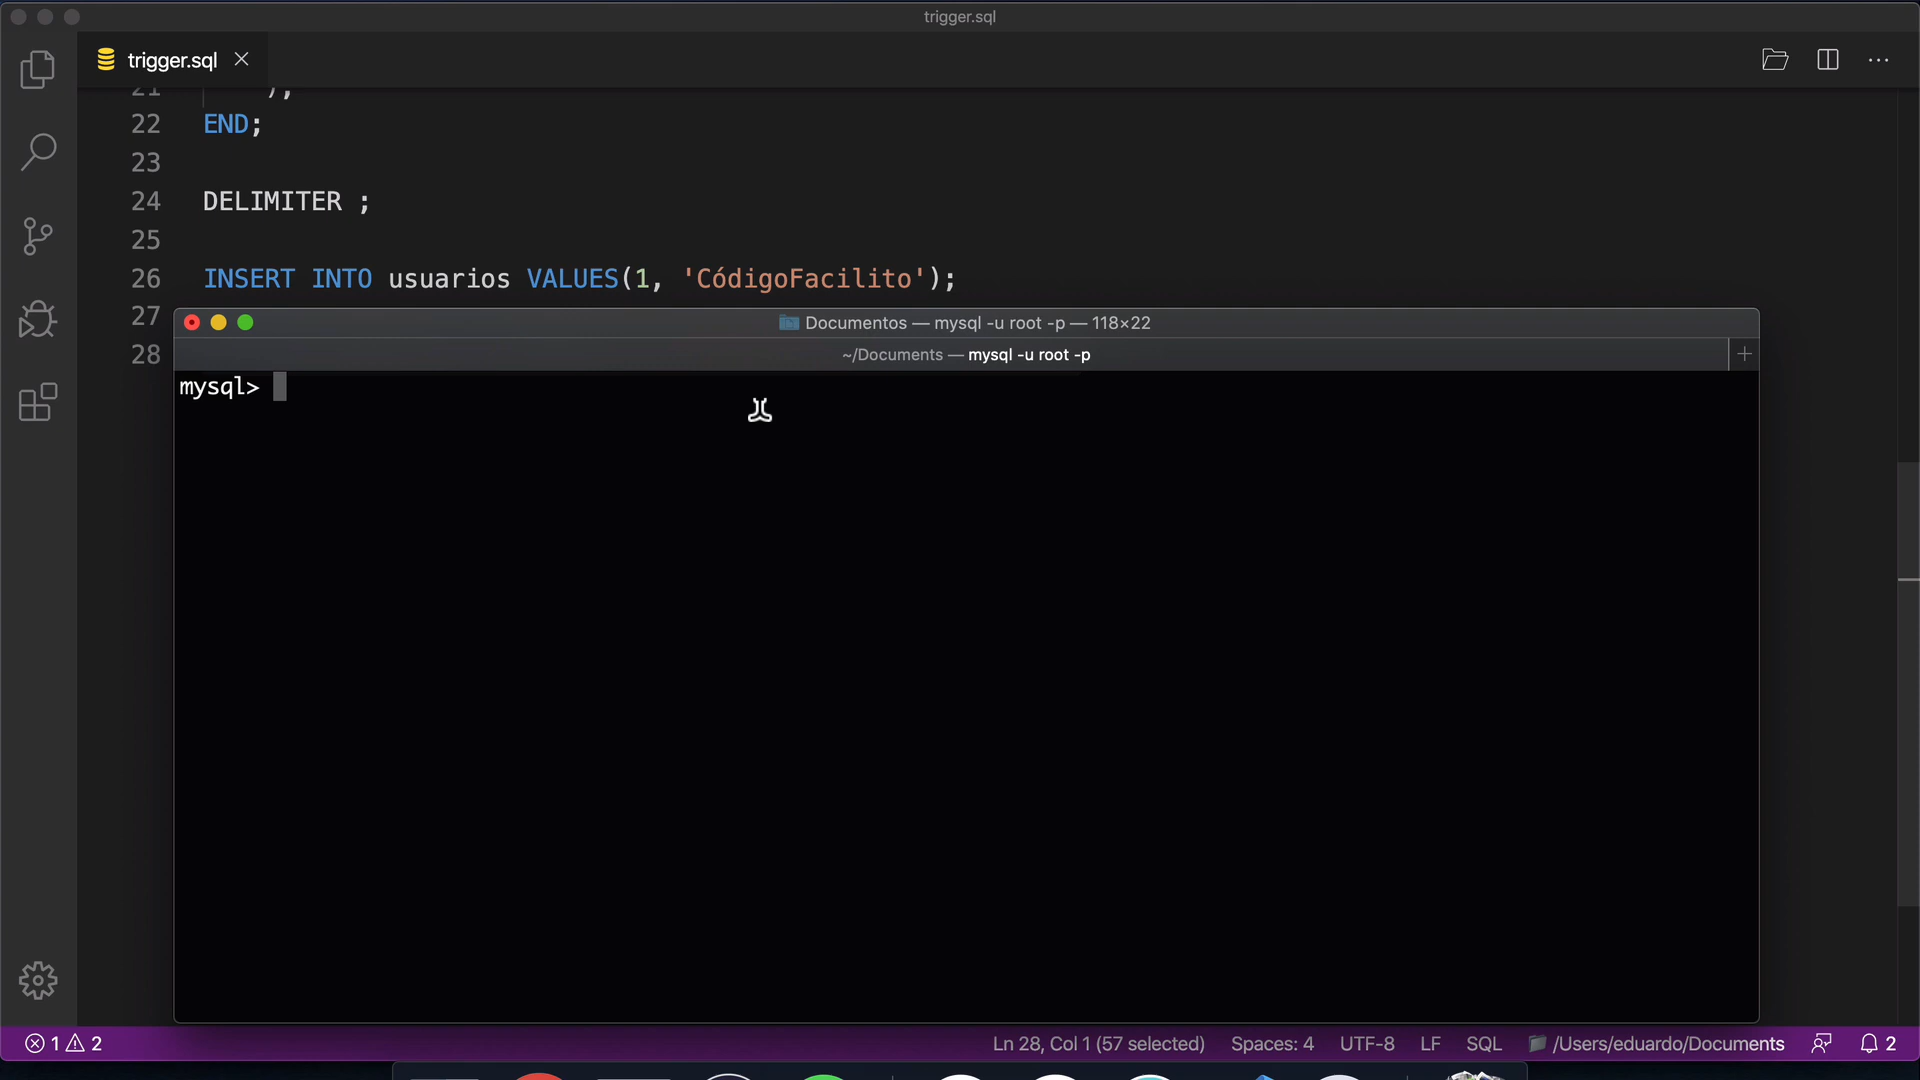 trigger.sql
trigger.sql
21 );
22 END;
23
24 DELIMITER ;
25
26 INSERT INTO usuarios VALUES(1, 'CódigoFacilito');
27
28
Documentos — mysql -u root -p — 118×22
~/Documents — mysql -u root -p
mysql>
1 2
Ln 28, Col 1 (57 selected) Spaces: 4 UTF-8 LF SQL /Users/eduardo/Documents 2